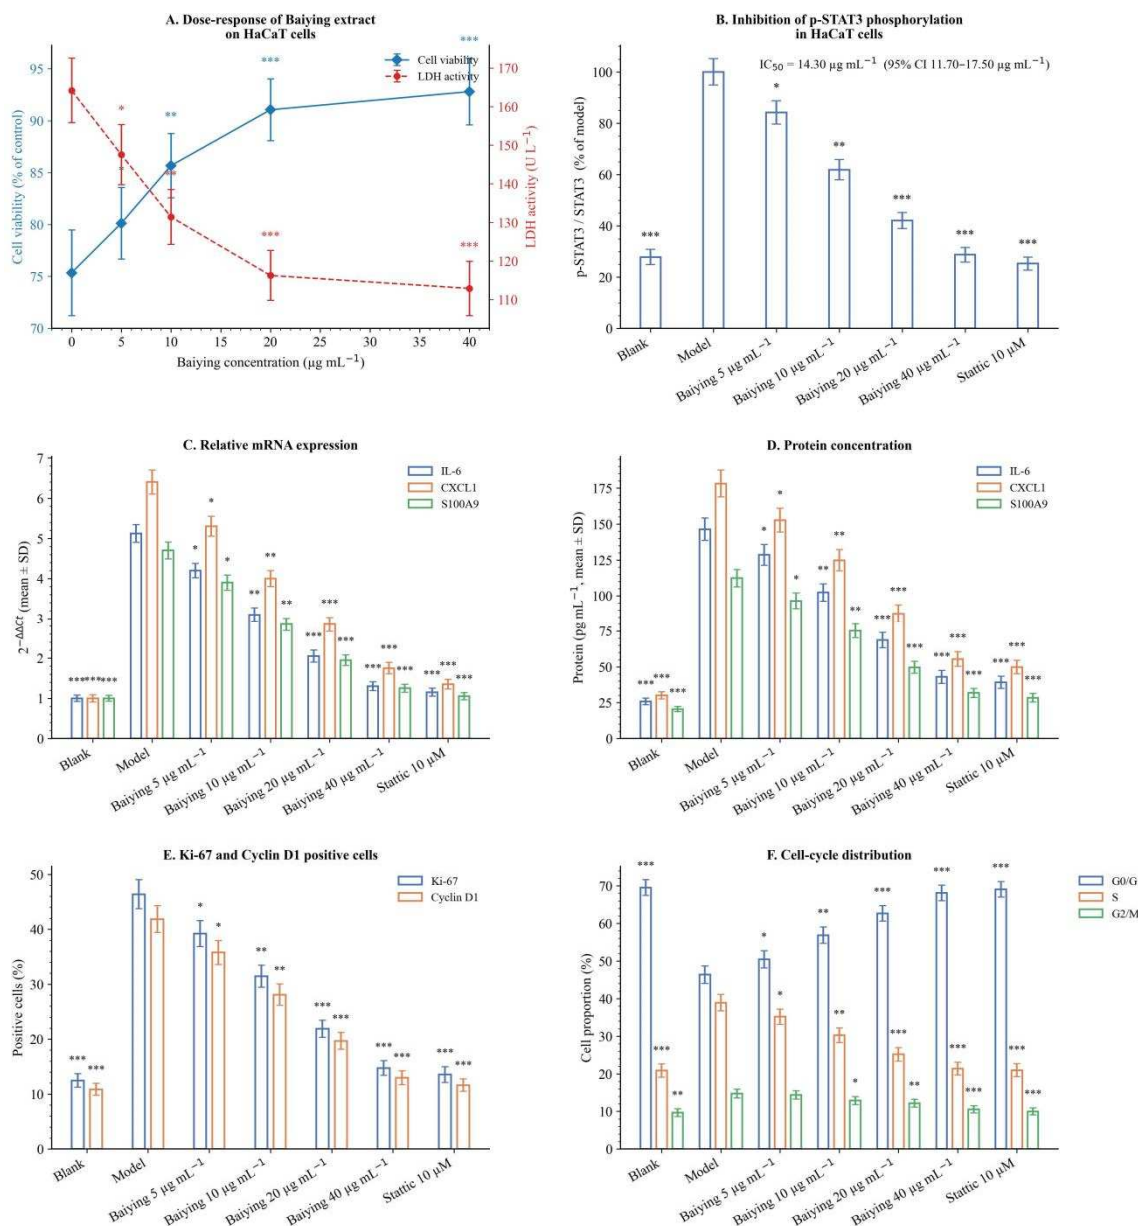 A. Dose-response of Baiying extract
on HaCaT cells
Cell viability
LDH activity
Cell viability (% of control)
95
90
85
80
75
70
***
***
**
*
*
**
***
***
170
160
150
140
130
120
110
LDH activity (U L⁻¹)
0 5 10 15 20 25 30 35 40
Baiying concentration (µg mL⁻¹)
B. Inhibition of p-STAT3 phosphorylation
in HaCaT cells
IC₅₀ = 14.30 µg mL⁻¹ (95% CI 11.70–17.50 µg mL⁻¹)
p-STAT3 / STAT3 (% of model)
100
80
60
40
20
0
*** * ** *** *** ***
Blank
Model
Baiying 5 µg mL⁻¹
Baiying 10 µg mL⁻¹
Baiying 20 µg mL⁻¹
Baiying 40 µg mL⁻¹
Stattic 10 µM
C. Relative mRNA expression
IL-6
CXCL1
S100A9
2⁻ΔΔCt (mean ± SD)
7
6
5
4
3
2
1
0
*** *** *** * * * ** ** ** *** *** *** *** *** *** *** *** ***
Blank
Model
Baiying 5 µg mL⁻¹
Baiying 10 µg mL⁻¹
Baiying 20 µg mL⁻¹
Baiying 40 µg mL⁻¹
Stattic 10 µM
D. Protein concentration
IL-6
CXCL1
S100A9
Protein (pg mL⁻¹, mean ± SD)
175
150
125
100
75
50
25
0
*** *** *** * * * ** ** ** *** *** *** *** *** *** *** *** ***
Blank
Model
Baiying 5 µg mL⁻¹
Baiying 10 µg mL⁻¹
Baiying 20 µg mL⁻¹
Baiying 40 µg mL⁻¹
Stattic 10 µM
E. Ki-67 and Cyclin D1 positive cells
Ki-67
Cyclin D1
Positive cells (%)
50
40
30
20
10
0
*** *** * * ** ** *** *** *** *** *** ***
Blank
Model
Baiying 5 µg mL⁻¹
Baiying 10 µg mL⁻¹
Baiying 20 µg mL⁻¹
Baiying 40 µg mL⁻¹
Stattic 10 µM
F. Cell-cycle distribution
G0/G
S
G2/M
Cell proportion (%)
70
60
50
40
30
20
10
0
*** *** ** * * ** ** * *** *** ** *** *** *** *** *** ***
Blank
Model
Baiying 5 µg mL⁻¹
Baiying 10 µg mL⁻¹
Baiying 20 µg mL⁻¹
Baiying 40 µg mL⁻¹
Stattic 10 µM